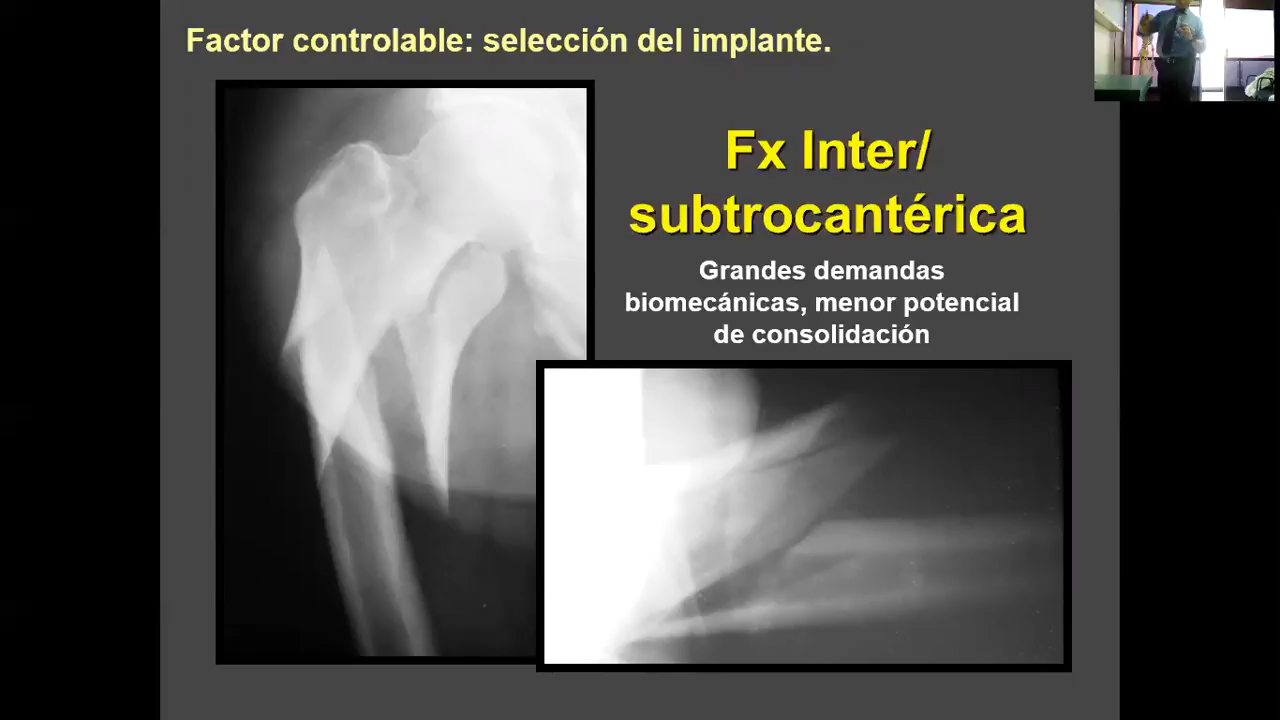 Factor controlable: selección del implante.
Fx Inter/
subtrocantérica
Grandes demandas
biomecánicas, menor potencial
de consolidación